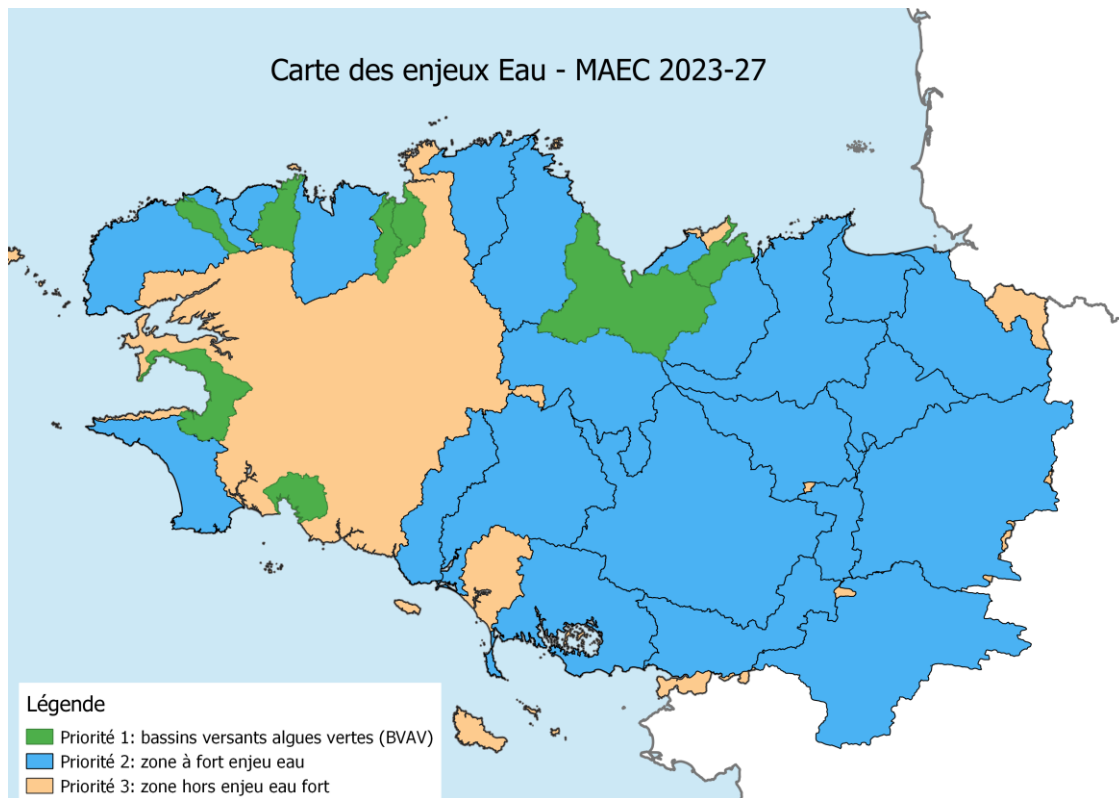 Carte des enjeux Eau - MAEC 2023-27
Légende
Priorité 1: bassins versants algues vertes (BVAV)
Priorité 2: zone à fort enjeu eau
Priorité 3: zone hors enjeu eau fort